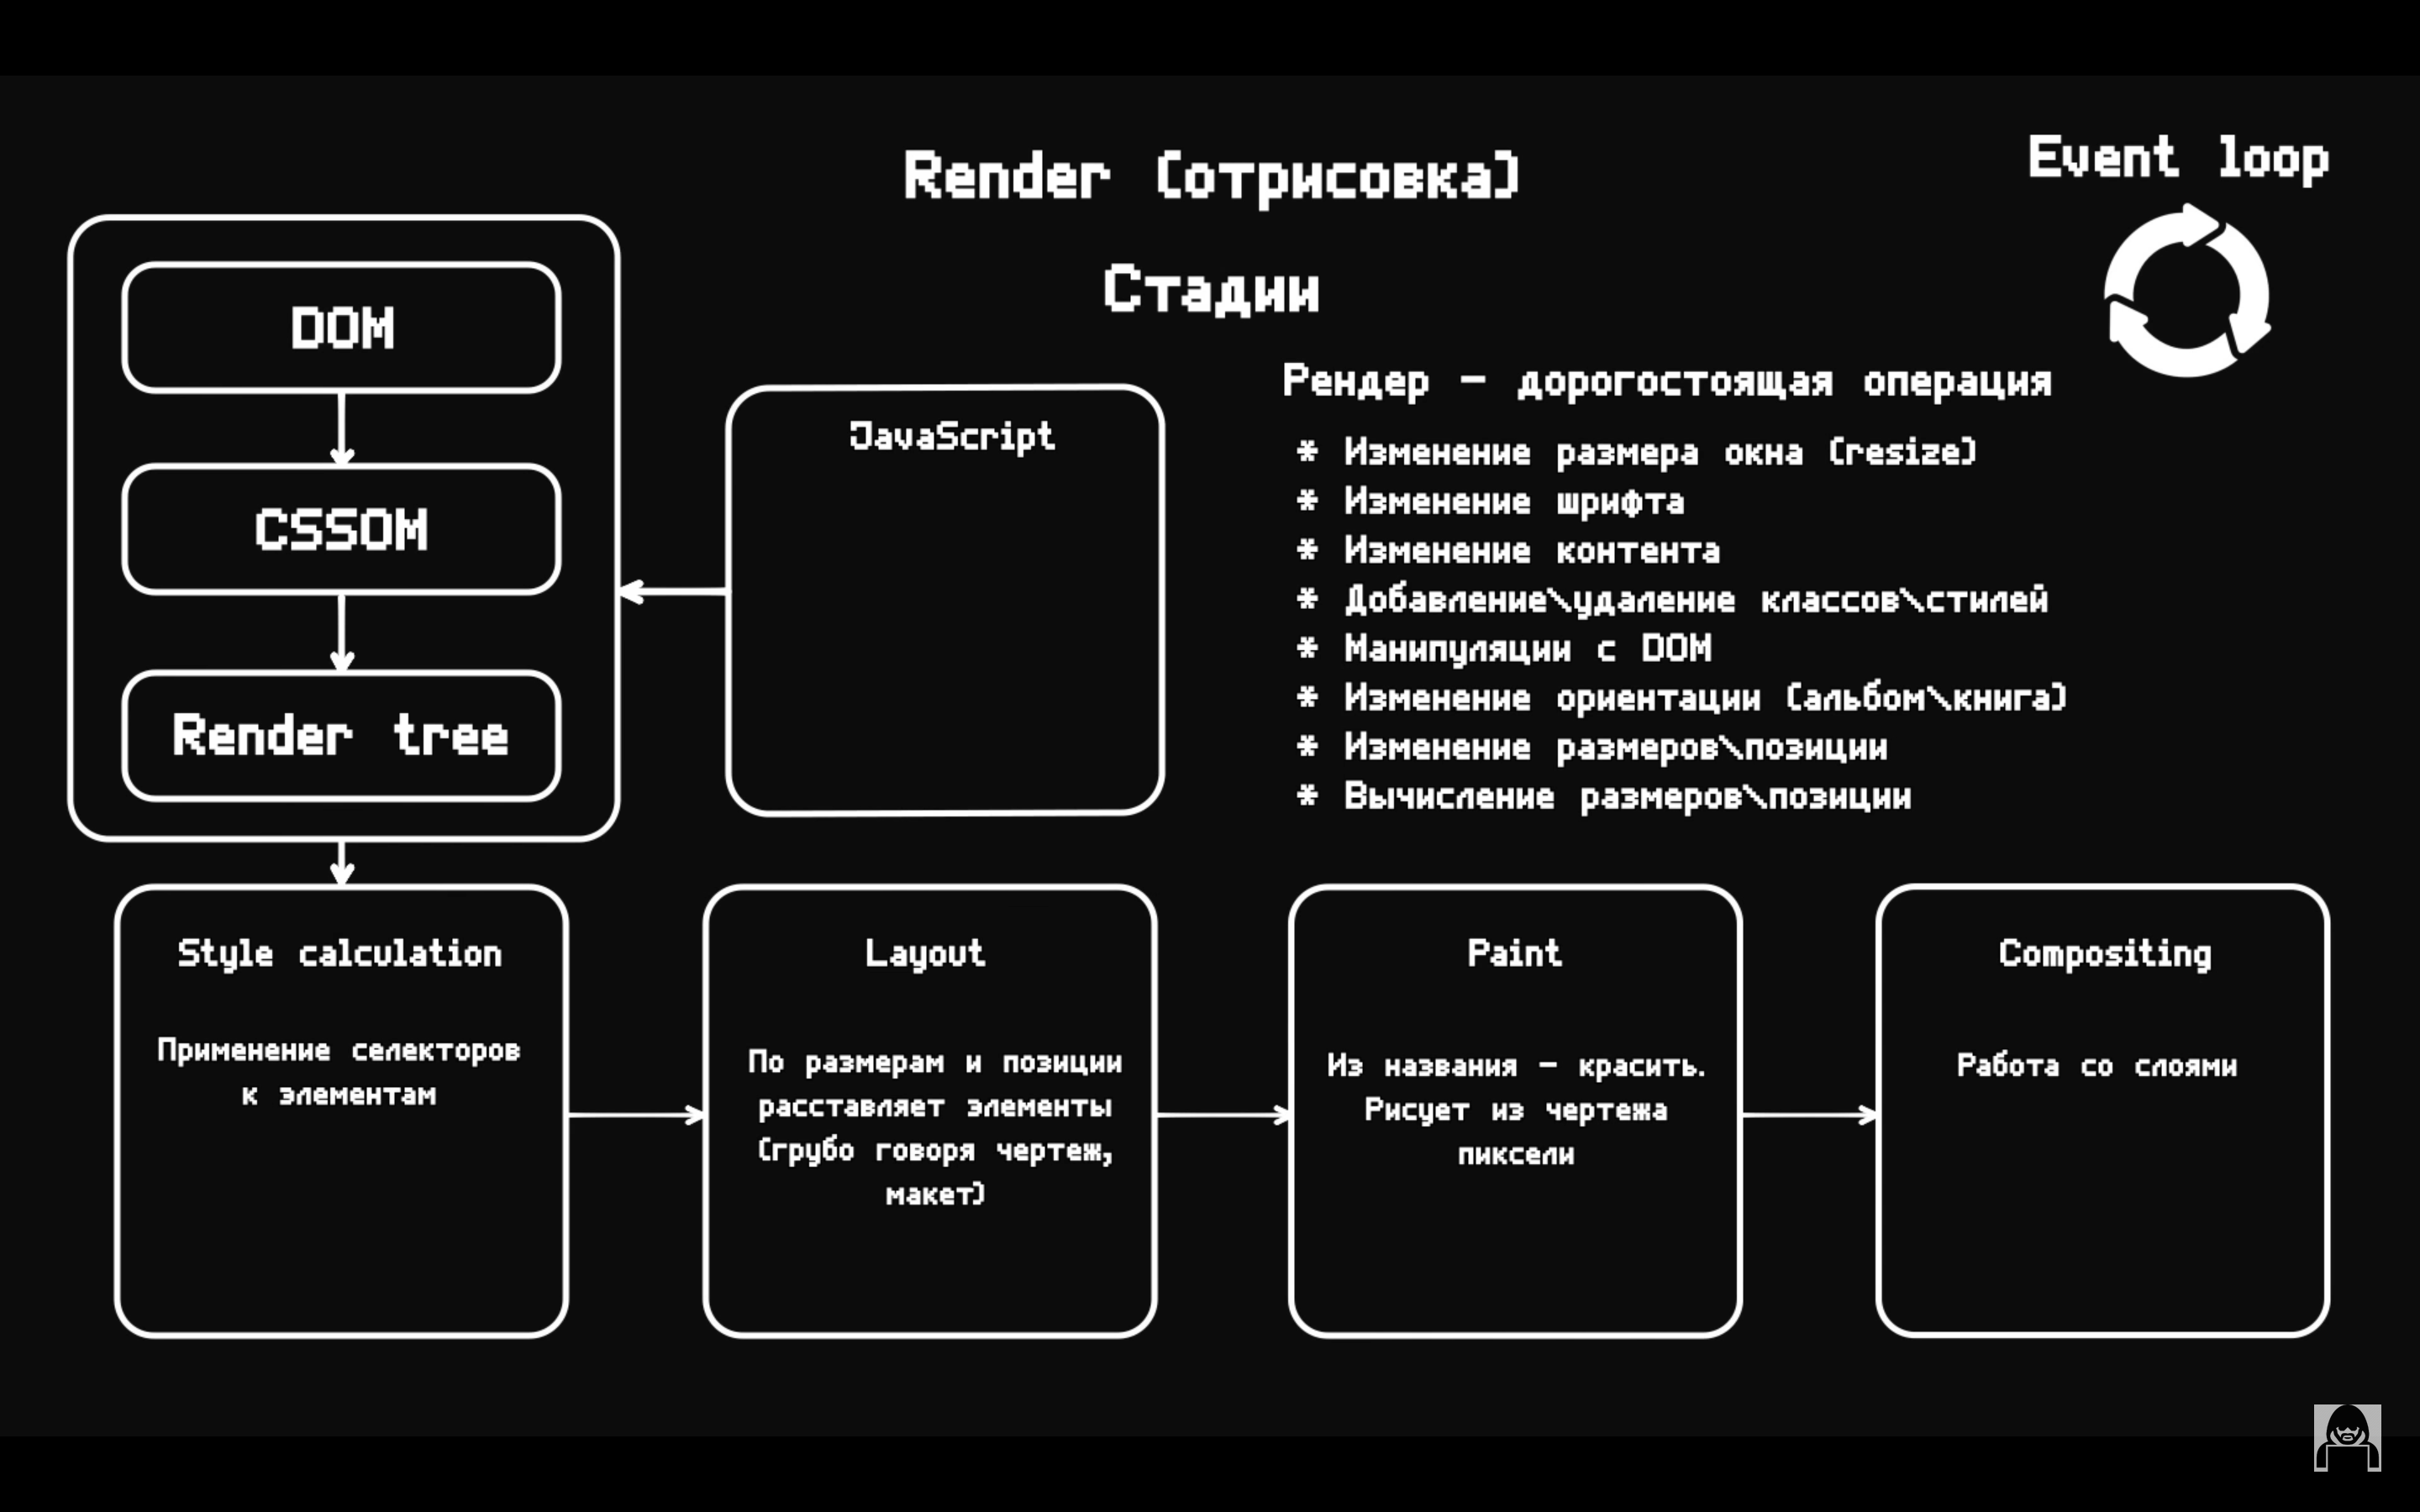 Render (отрисовка)
Event loop
Стадии
DOM
CSSOM
Render tree
JavaScript
Рендер – дорогостоящая операция
* Изменение размера окна (resize)
* Изменение шрифта
* Изменение контента
* Добавление\удаление классов\стилей
* Манипуляции с DOM
* Изменение ориентации (альбом\книга)
* Изменение размеров\позиции
* Вычисление размеров\позиции
Style calculation
Применение селекторов
к элементам
Layout
По размерам и позиции
расставляет элементы
(грубо говоря чертеж,
макет)
Paint
Из названия – красить.
Рисует из чертежа
пиксели
Compositing
Работа со слоями